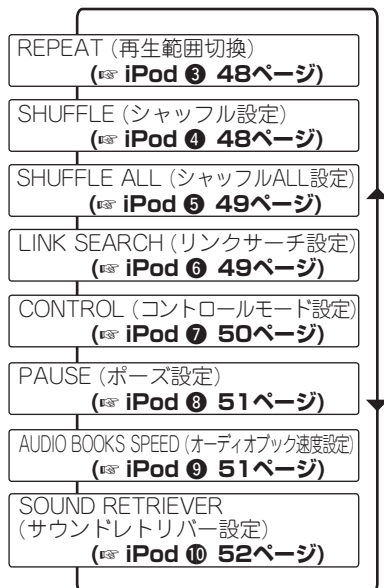 REPEAT (再生範囲切換)
(☞ iPod ❸ 48ページ)
SHUFFLE (シャッフル設定)
(☞ iPod ❹ 48ページ)
SHUFFLE ALL (シャッフルALL設定)
(☞ iPod ❺ 49ページ)
LINK SEARCH (リンクサーチ設定)
(☞ iPod ❻ 49ページ)
CONTROL (コントロールモード設定)
(☞ iPod ❼ 50ページ)
PAUSE (ポーズ設定)
(☞ iPod ❽ 51ページ)
AUDIO BOOKS SPEED (オーディオブック速度設定)
(☞ iPod ❾ 51ページ)
SOUND RETRIEVER
(サウンドレトリバー設定)
(☞ iPod ❿ 52ページ)